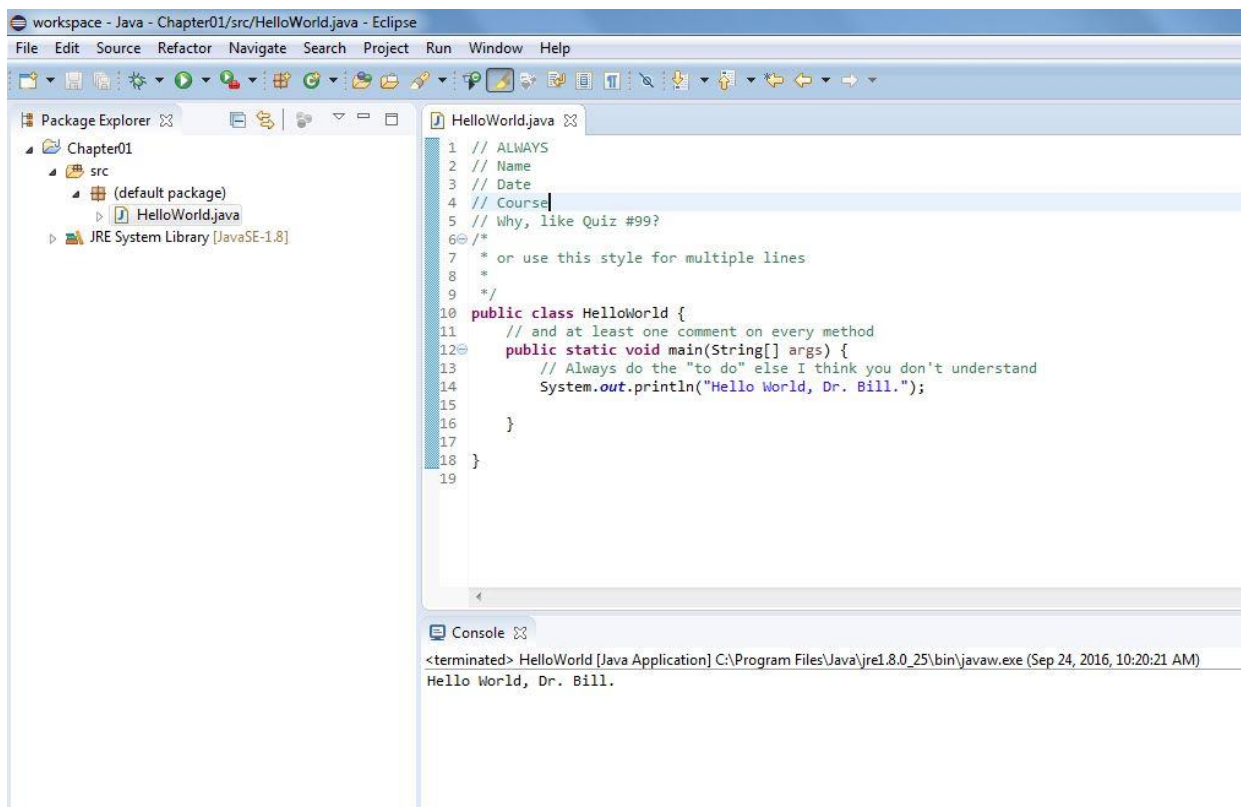 workspace - Java - Chapter01/src/HelloWorld.java - Eclipse
File Edit Source Refactor Navigate Search Project Run Window Help
Package Explorer
Chapter01
src
(default package)
HelloWorld.java
JRE System Library [JavaSE-1.8]
HelloWorld.java
1 // ALWAYS
2 // Name
3 // Date
4 // Course
5 // Why, like Quiz #99?
6 /*
7 * or use this style for multiple lines
8 *
9 */
10 public class HelloWorld {
11 // and at least one comment on every method
12 public static void main(String[] args) {
13 // Always do the "to do" else I think you don't understand
14 System.out.println("Hello World, Dr. Bill.");
15
16 }
17
18 }
19
Console
<terminated> HelloWorld [Java Application] C:\Program Files\Java\jre1.8.0_25\bin\javaw.exe (Sep 24, 2016, 10:20:21 AM)
Hello World, Dr. Bill.